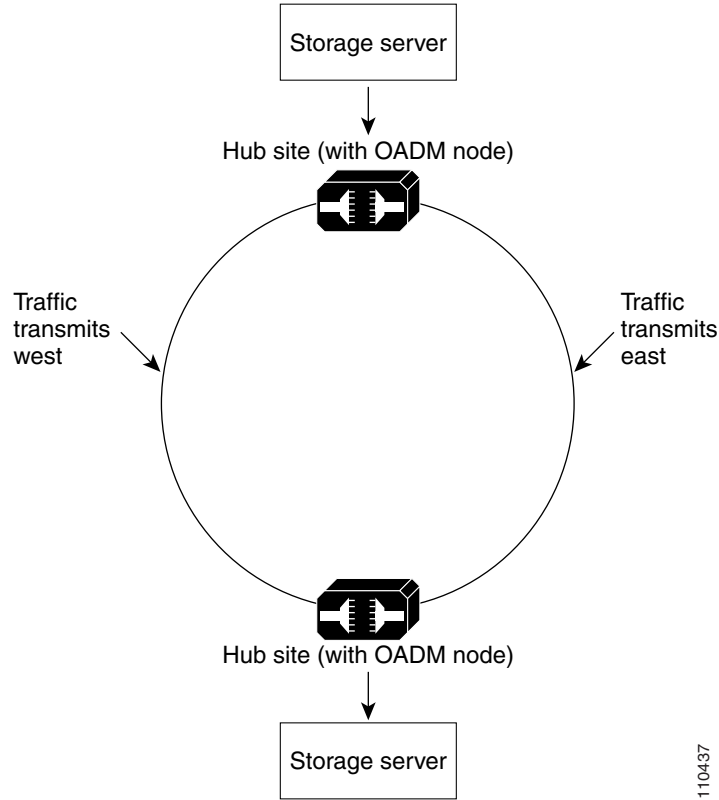 Storage server
Hub site (with OADM node)
Traffic
transmits
west
Traffic
transmits
east
Hub site (with OADM node)
Storage server
110437